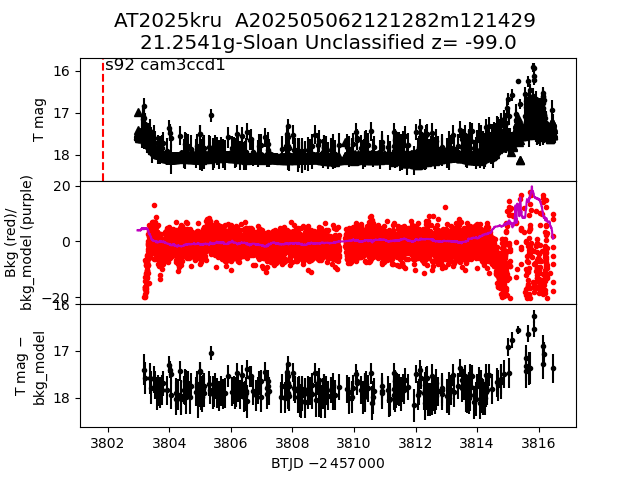 AT2025kru  A202505062121282m121429
21.2541g-Sloan Unclassified z= -99.0
s92 cam3ccd1
T mag
16
17
18
Bkg (red)/
bkg_model (purple)
20
0
−20
T mag −
bkg_model
16
17
18
3802 3804 3806 3808 3810 3812 3814 3816
BTJD −2 457 000